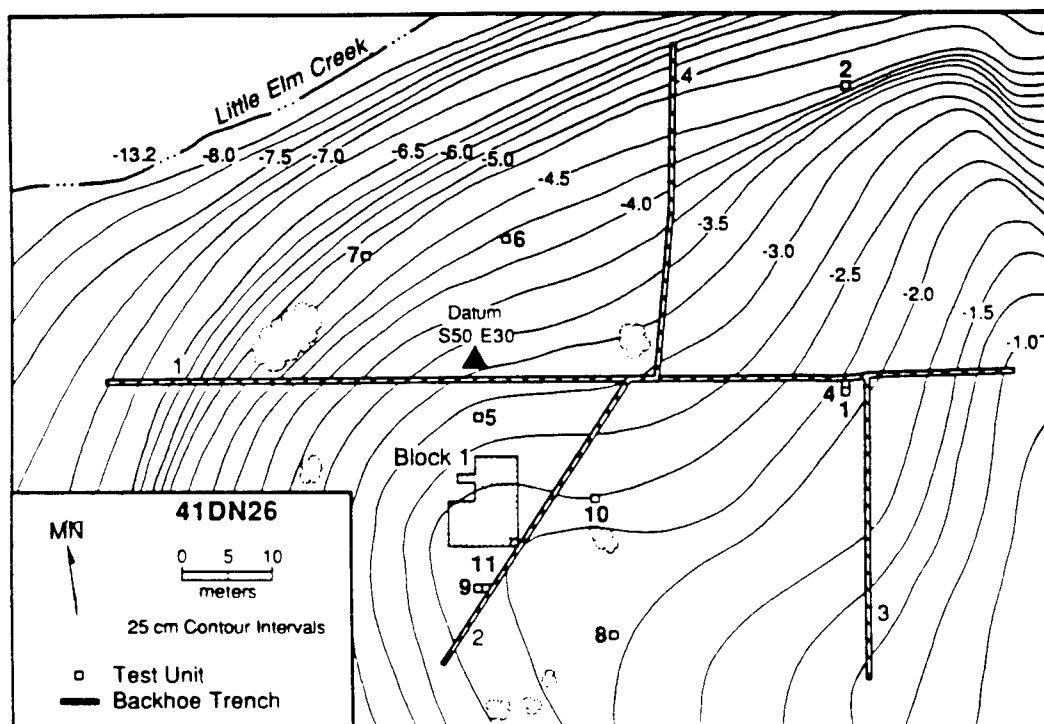 Little Elm Creek
4
2
-13.2
-8.0
-7.5
-7.0
-6.5
-6.0
-5.0
-4.5
-4.0
-3.5
-3.0
-2.5
-2.0
-1.5
-1.0
7
6
Datum
S50 E30
1
4
1
5
Block 1
10
11
9
2
8
3
41DN26
MN
0 5 10
meters
25 cm Contour Intervals
Test Unit
Backhoe Trench